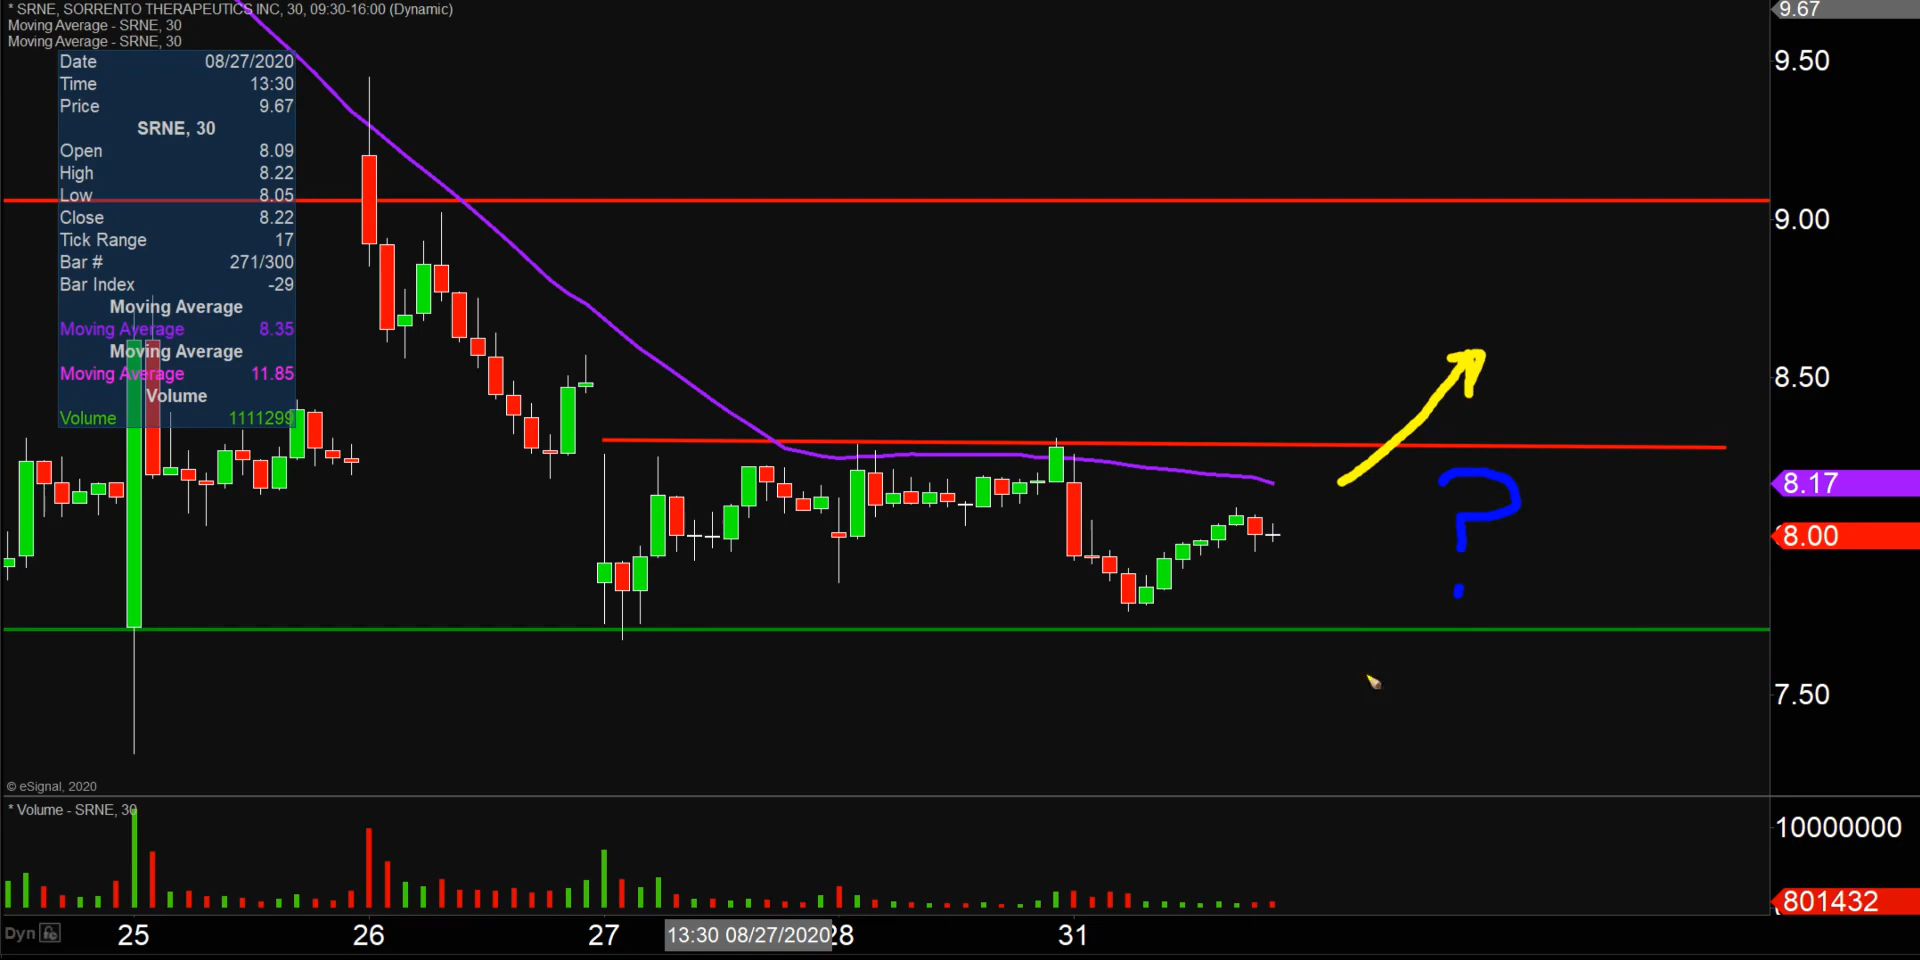 * SRNE, SORRENTO THERAPEUTICS INC, 30, 09:30-16:00 (Dynamic)
Moving Average - SRNE, 30
Moving Average - SRNE, 30
Date 08/27/2020
Time 13:30
Price 9.67
SRNE, 30
Open 8.09
High 8.22
Low 8.05
Close 8.22
Tick Range 17
Bar # 271/300
Bar Index -29
Moving Average
Moving Average 8.35
Moving Average
Moving Average 11.85
Volume
Volume 1111299
9.67
9.50
9.00
8.50
8.17
8.00
7.50
?
© eSignal, 2020
* Volume - SRNE, 30
10000000
801432
Dyn 25 26 27 13:30 08/27/2020 28 31